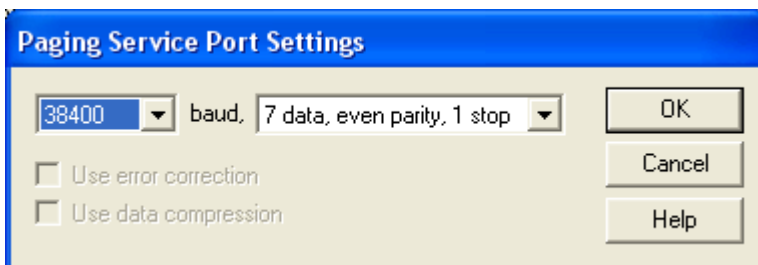 Paging Service Port Settings
38400 baud, 7 data, even parity, 1 stop OK
Use error correction Cancel
Use data compression Help